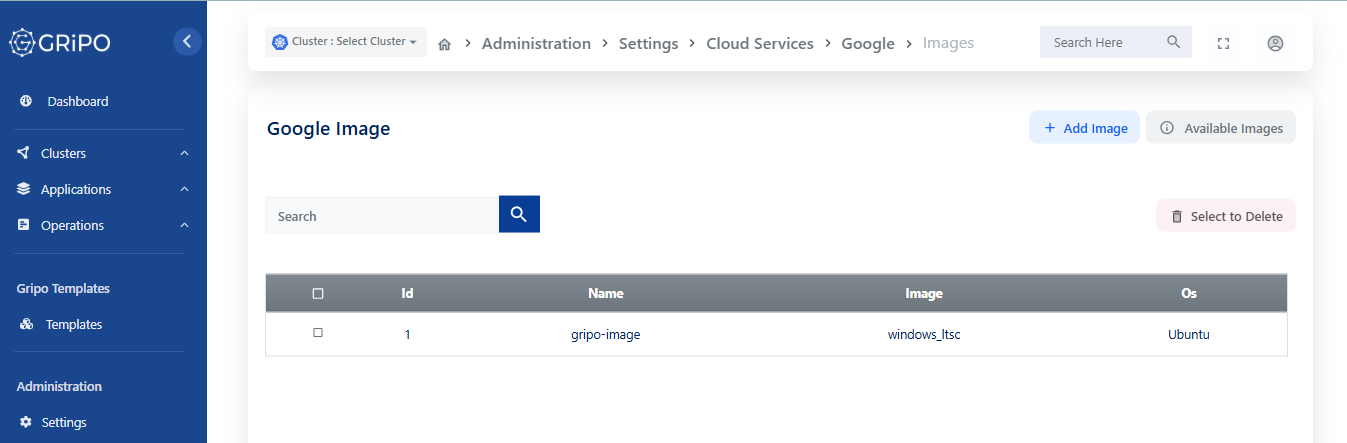 GRiPO
Dashboard
Clusters
Applications
Operations
Gripo Templates
Templates
Administration
Settings
Cluster : Select Cluster
Administration > Settings > Cloud Services > Google > Images
Search Here
Google Image
+ Add Image
Available Images
Search
Select to Delete
Id Name Image Os
1 gripo-image windows_ltsc Ubuntu